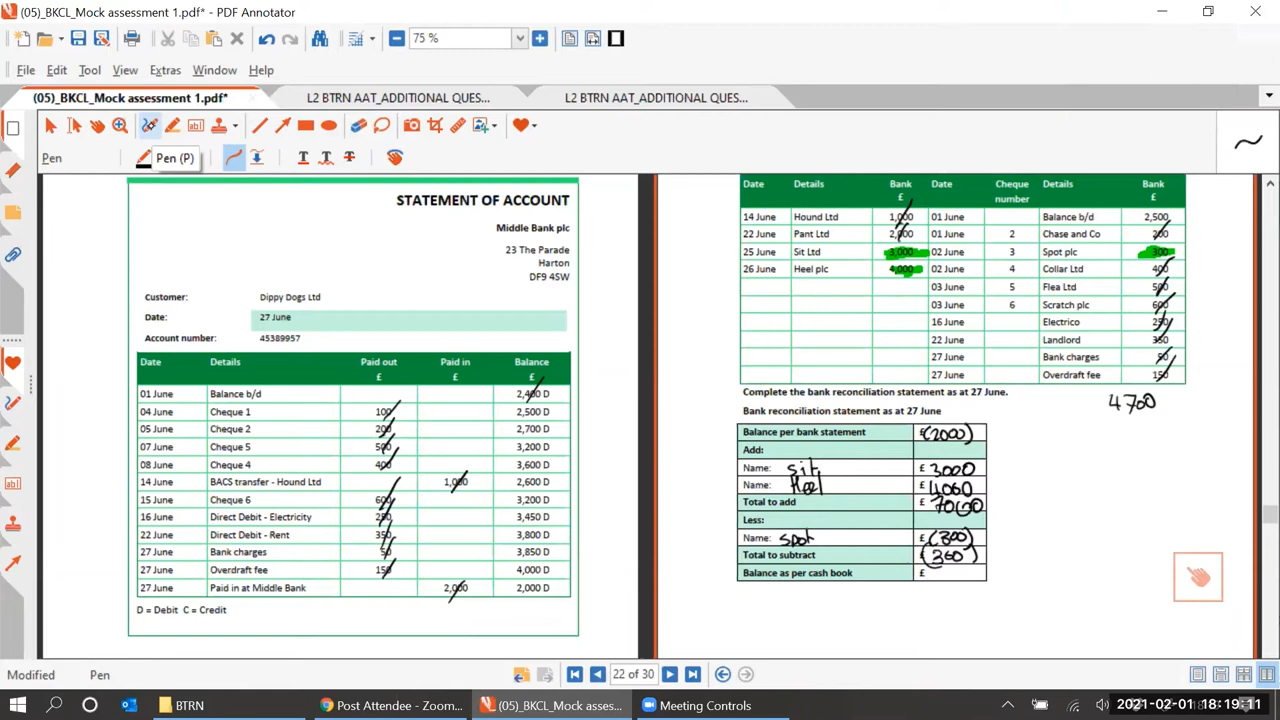 (05)_BKCL_Mock assessment 1.pdf* - PDF Annotator
75 %
File Edit Tool View Extras Window Help
(05)_BKCL_Mock assessment 1.pdf* L2 BTRN AAT_ADDITIONAL QUES... L2 BTRN AAT_ADDITIONAL QUES...
Pen Pen (P)
STATEMENT OF ACCOUNT
Middle Bank plc
23 The Parade
Harton
DF9 4SW
Customer: Dippy Dogs Ltd
Date: 27 June
Account number: 45389957
Date Details Paid out Paid in Balance
£ £ £
01 June Balance b/d 2,400 D
04 June Cheque 1 100 2,500 D
05 June Cheque 2 200 2,700 D
07 June Cheque 5 500 3,200 D
08 June Cheque 4 400 3,600 D
14 June BACS transfer - Hound Ltd 1,000 2,600 D
15 June Cheque 6 600 3,200 D
16 June Direct Debit - Electricity 250 3,450 D
22 June Direct Debit - Rent 350 3,800 D
27 June Bank charges 50 3,850 D
27 June Overdraft fee 150 4,000 D
27 June Paid in at Middle Bank 2,000 2,000 D
D = Debit C = Credit
Date Details Bank Date Cheque Details Bank
£ number £
14 June Hound Ltd 1,000 01 June Balance b/d 2,500
22 June Pant Ltd 2,000 01 June 2 Chase and Co 200
25 June Sit Ltd 3,000 02 June 3 Spot plc 300
26 June Heel plc 4,000 02 June 4 Collar Ltd 400
03 June 5 Flea Ltd 500
03 June 6 Scratch plc 600
16 June Electrico 250
22 June Landlord 350
27 June Bank charges 50
27 June Overdraft fee 150
Complete the bank reconciliation statement as at 27 June.
4700
Bank reconciliation statement as at 27 June
Balance per bank statement £(2000)
Add:
Name: Sit £ 3000
Name: Heel £ 4000
Total to add £ 7000
Less:
Name: spot £ (300)
Total to subtract £ (300)
Balance as per cash book £
22 of 30
Modified Pen
BTRN Post Attendee - Zoom... (05)_BKCL_Mock asses... Meeting Controls
2021-02-01 18:19:11